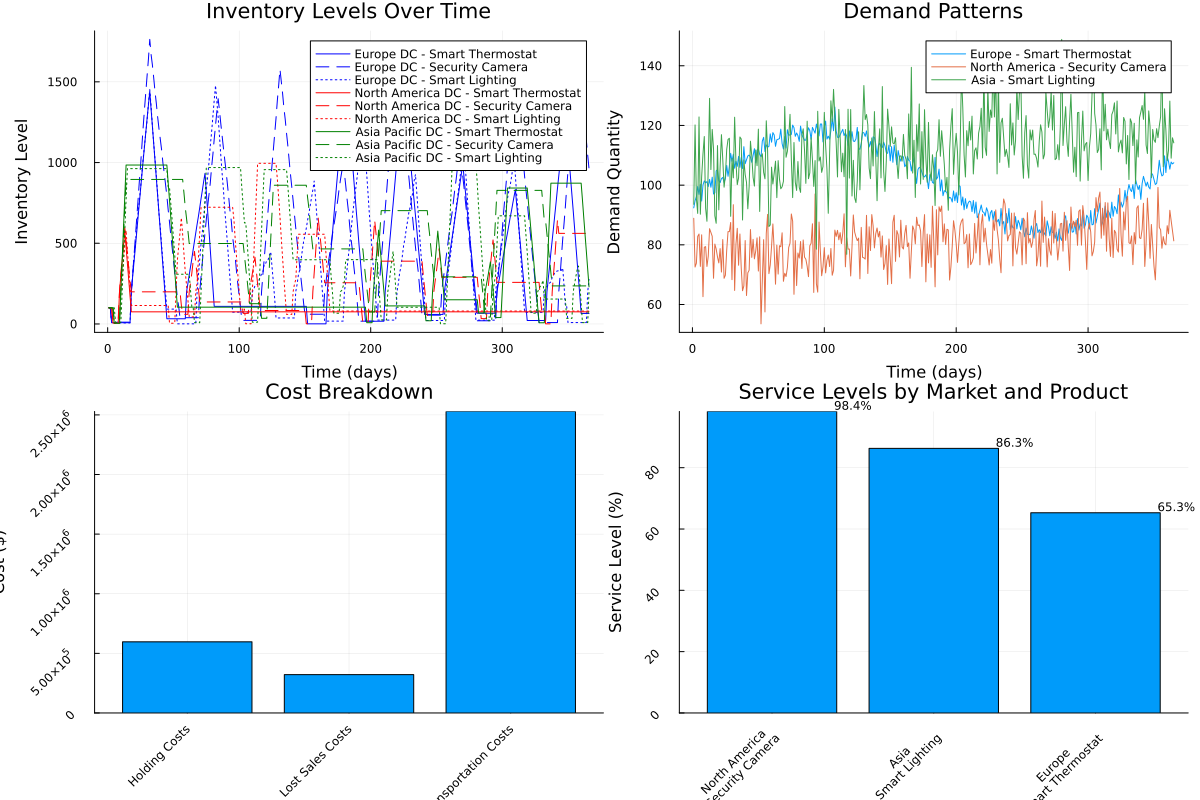 Inventory Levels Over Time
Inventory Level
1500
1000
500
0
Europe DC - Smart Thermostat
Europe DC - Security Camera
Europe DC - Smart Lighting
North America DC - Smart Thermostat
North America DC - Security Camera
North America DC - Smart Lighting
Asia Pacific DC - Smart Thermostat
Asia Pacific DC - Security Camera
Asia Pacific DC - Smart Lighting
0 100 200 300
Time (days)
Demand Patterns
Demand Quantity
140
120
100
80
60
Europe - Smart Thermostat
North America - Security Camera
Asia - Smart Lighting
0 100 200 300
Time (days)
Cost Breakdown
($)
2.50×10⁶
2.00×10⁶
1.50×10⁶
1.00×10⁶
5.00×10⁵
0
Holding Costs
Lost Sales Costs
nsportation Costs
Service Levels by Market and Product
Service Level (%)
80
60
40
20
0
98.4%
86.3%
65.3%
North America
ecurity Camera
Asia
Smart Lighting
Europe
art Thermostat